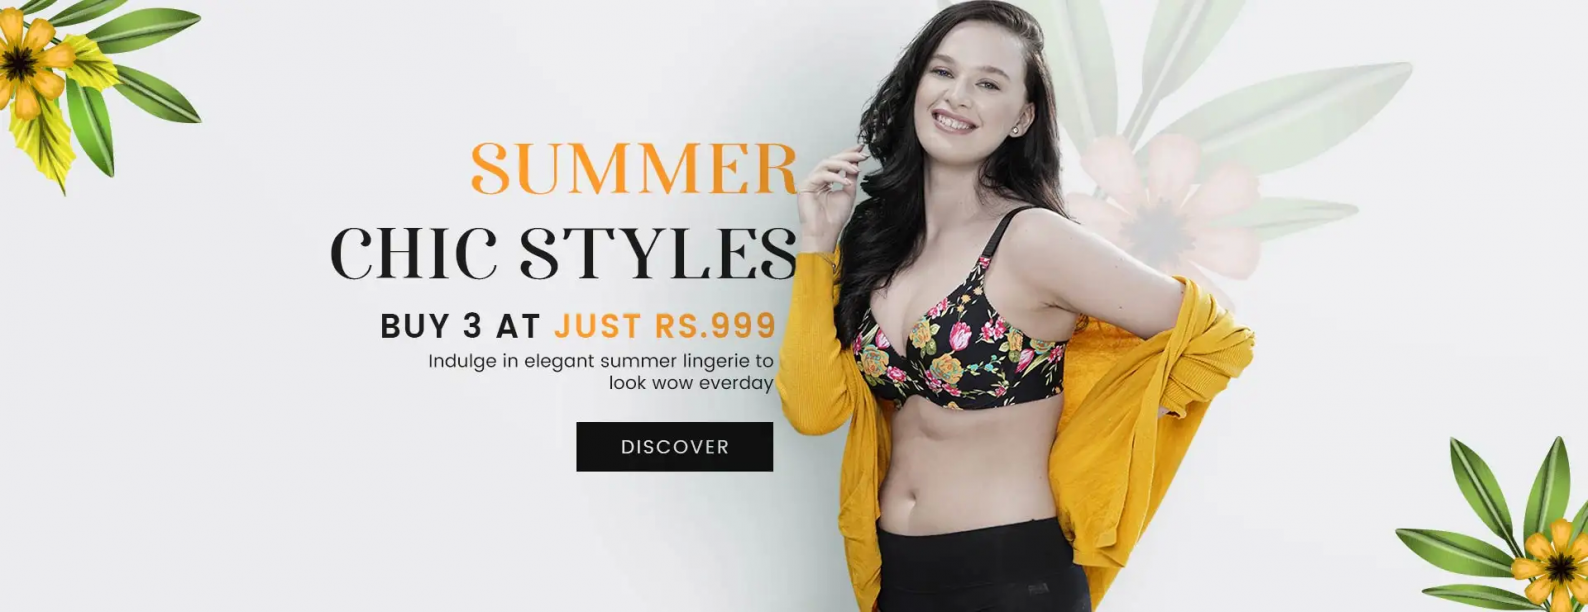 SUMMER
CHIC STYLES
BUY 3 AT JUST RS.999
Indulge in elegant summer lingerie to
look wow everday
DISCOVER